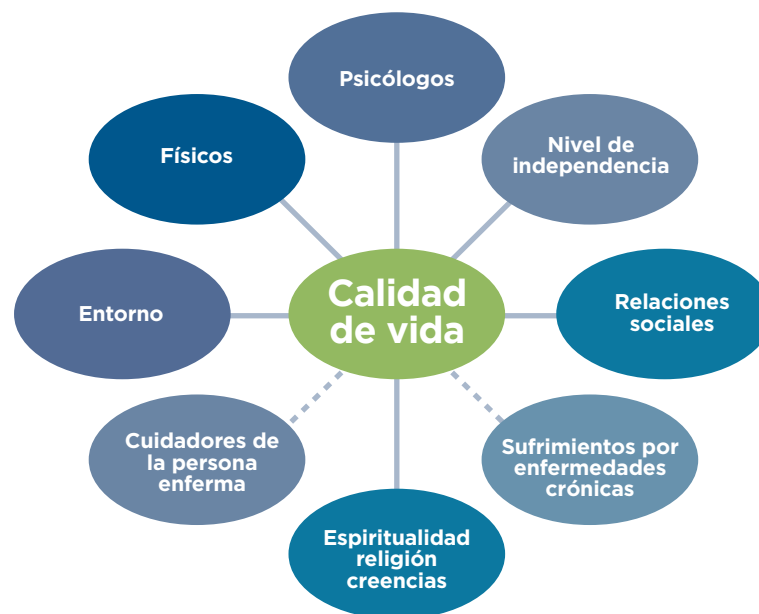 Psicólogos
Físicos
Nivel de
independencia
Calidad
de vida
Entorno
Relaciones
sociales
Cuidadores de
la persona
enferma
Sufrimientos por
enfermedades
crónicas
Espiritualidad
religión
creencias